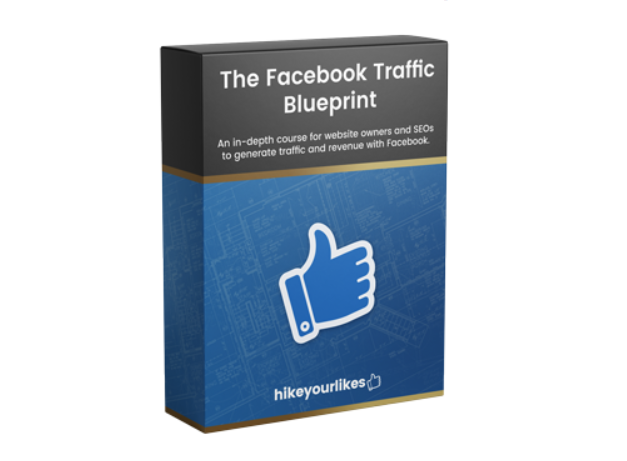 The Facebook Traffic
Blueprint
An in-depth course for website owners and SEOs
to generate traffic and revenue with Facebook.
hikeyourlikes